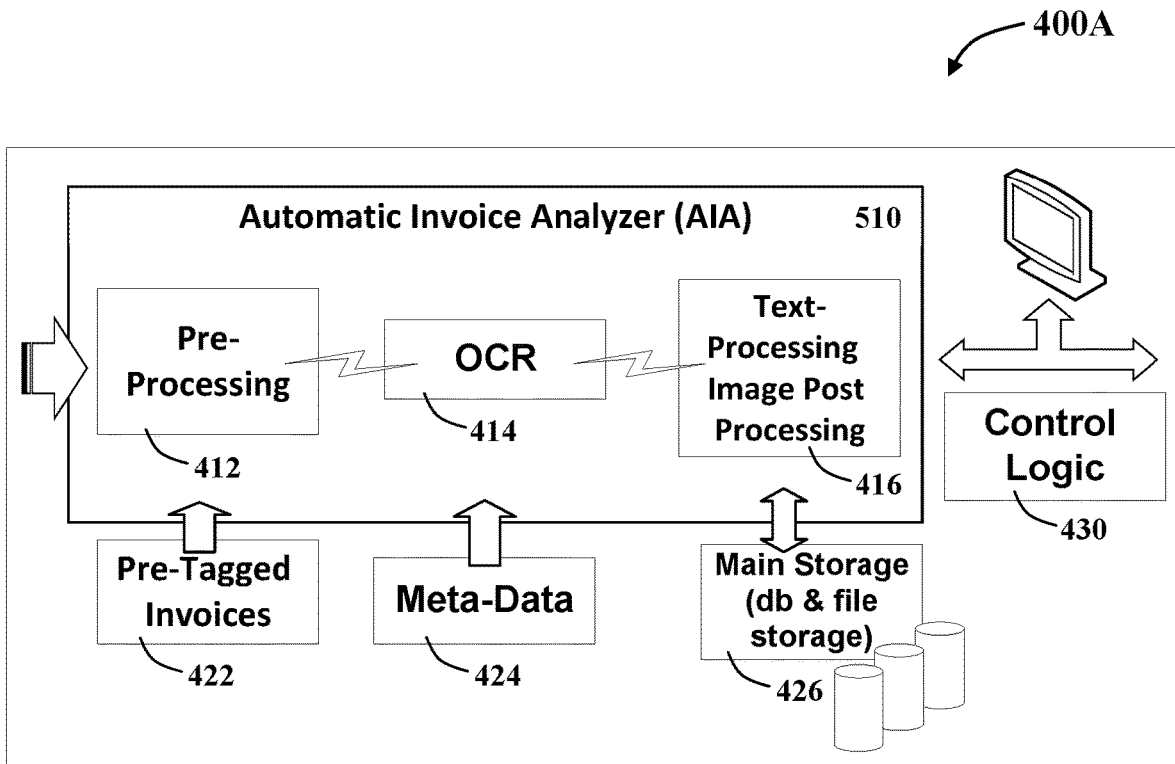 400A
Automatic Invoice Analyzer (AIA)
510
Pre-
Processing
412
OCR
414
Text-
Processing
Image Post
Processing
416
Control
Logic
430
Pre-Tagged
Invoices
422
Meta-Data
424
Main Storage
(db & file
storage)
426